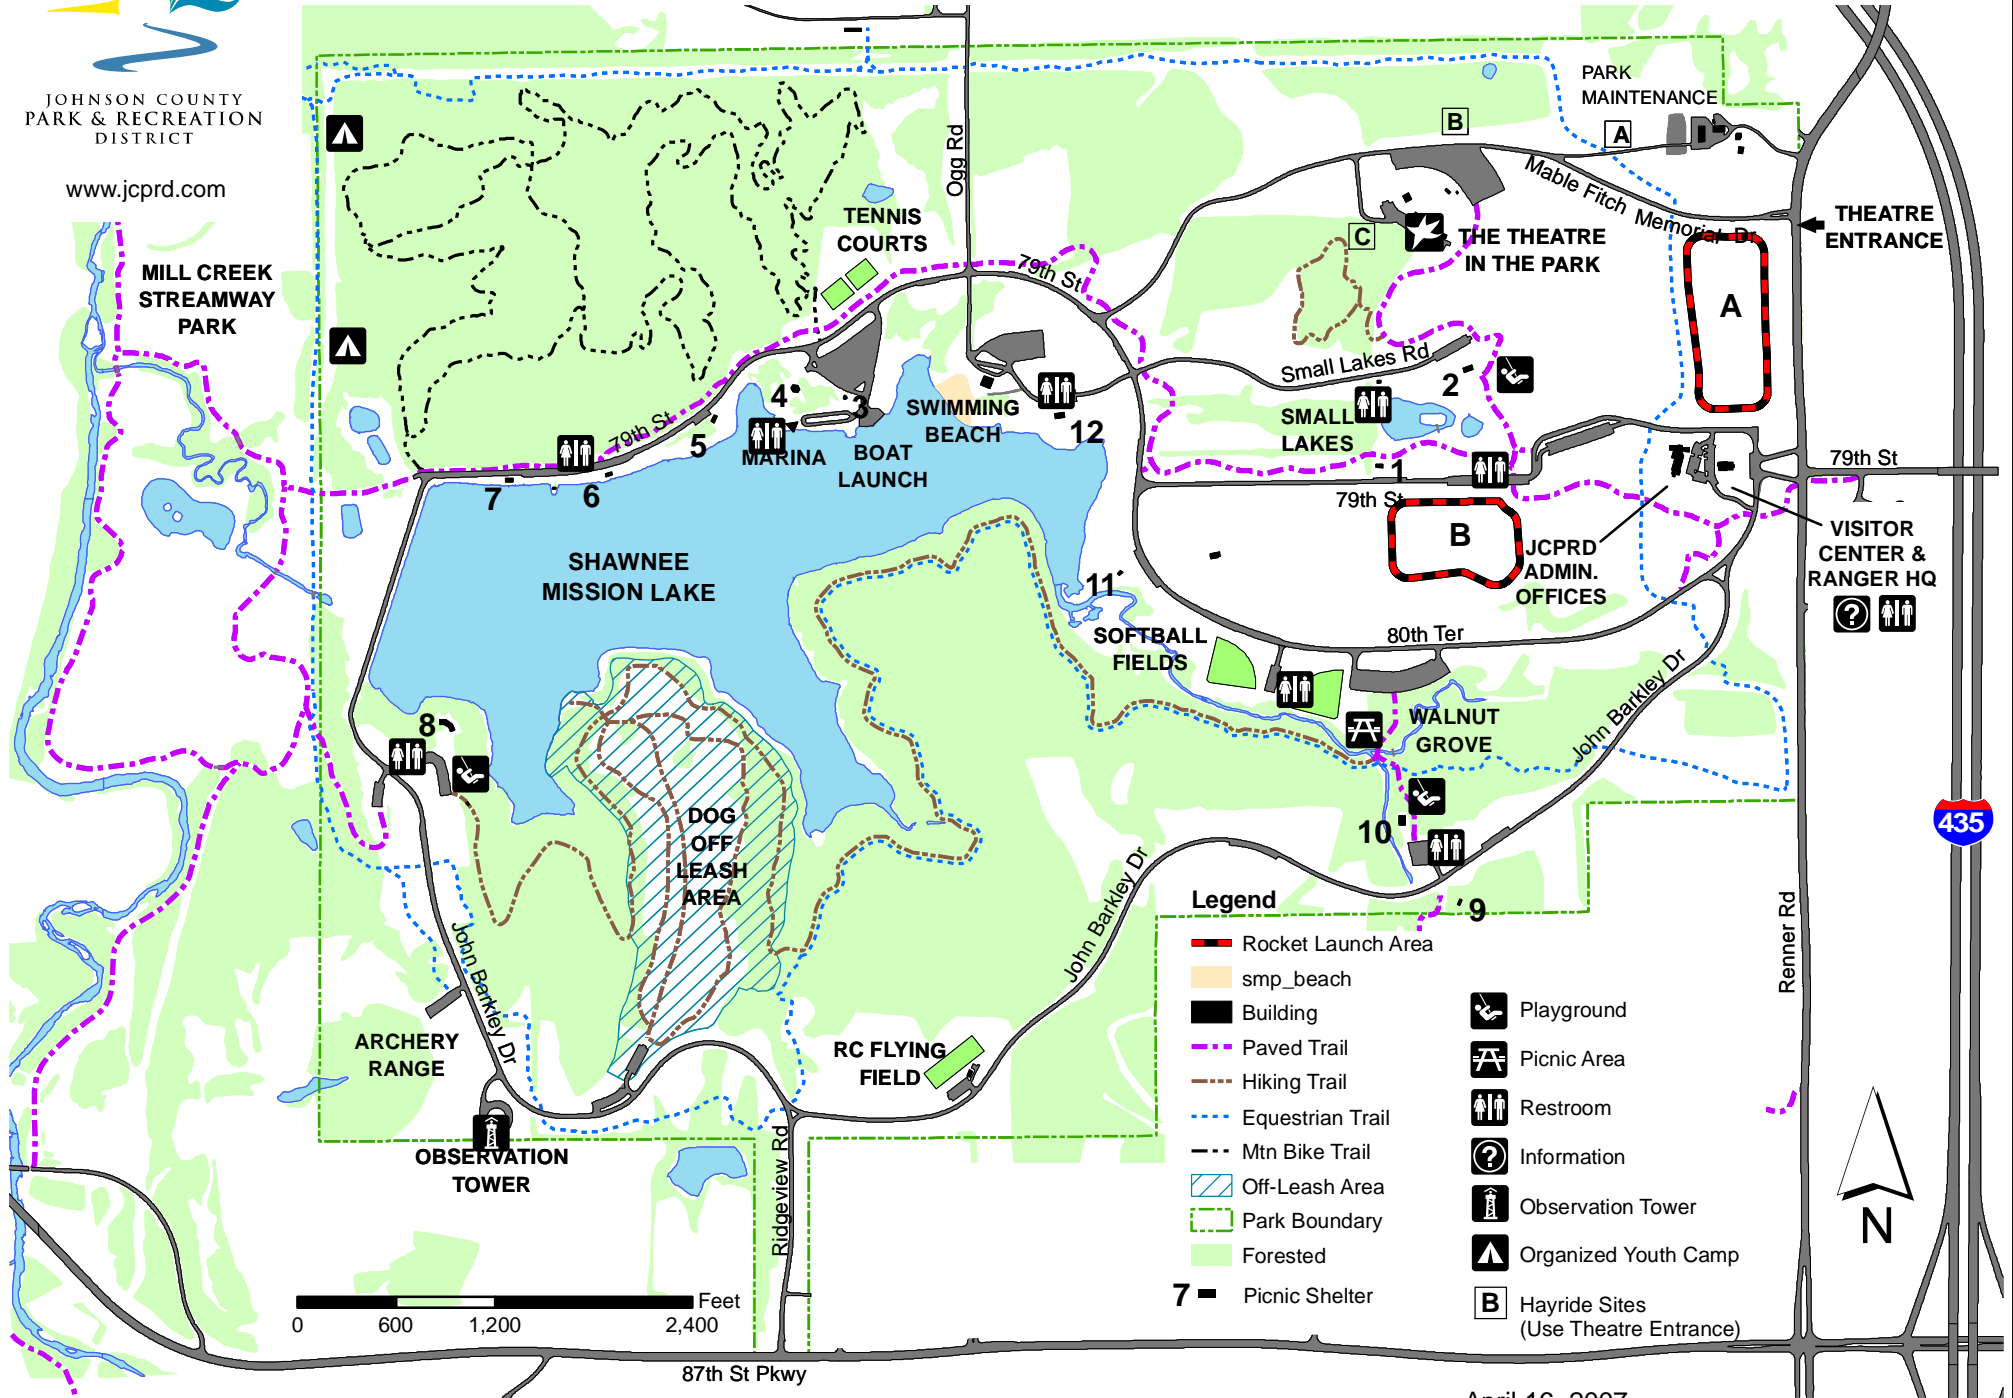 JOHNSON COUNTY
PARK & RECREATION
DISTRICT
www.jcprd.com
MILL CREEK
STREAMWAY
PARK
Ogg Rd
TENNIS
COURTS
79th St
PARK
MAINTENANCE
B
A
Mable Fitch Memorial Dr
THEATRE
ENTRANCE
C
THE THEATRE
IN THE PARK
A
Small Lakes Rd
2
SMALL
LAKES
4
3
5
79th St
MARINA
BOAT
LAUNCH
SWIMMING
BEACH
12
7
6
1
79th St
79th St
B
JCPRD
ADMIN.
OFFICES
VISITOR
CENTER &
RANGER HQ
?
SHAWNEE
MISSION LAKE
11
SOFTBALL
FIELDS
80th Ter
WALNUT
GROVE
John Barkley Dr
8
DOG
OFF
LEASH
AREA
10
9
435
John Barkley Dr
John Barkley Dr
Renner Rd
ARCHERY
RANGE
RC FLYING
FIELD
OBSERVATION
TOWER
Ridgeview Rd
Legend
Rocket Launch Area
smp_beach
Building
Paved Trail
Hiking Trail
Equestrian Trail
Mtn Bike Trail
Off-Leash Area
Park Boundary
Forested
7 Picnic Shelter
Playground
Picnic Area
Restroom
? Information
Observation Tower
Organized Youth Camp
B Hayride Sites
(Use Theatre Entrance)
N
Feet
0 600 1,200 2,400
87th St Pkwy
April 16, 2007